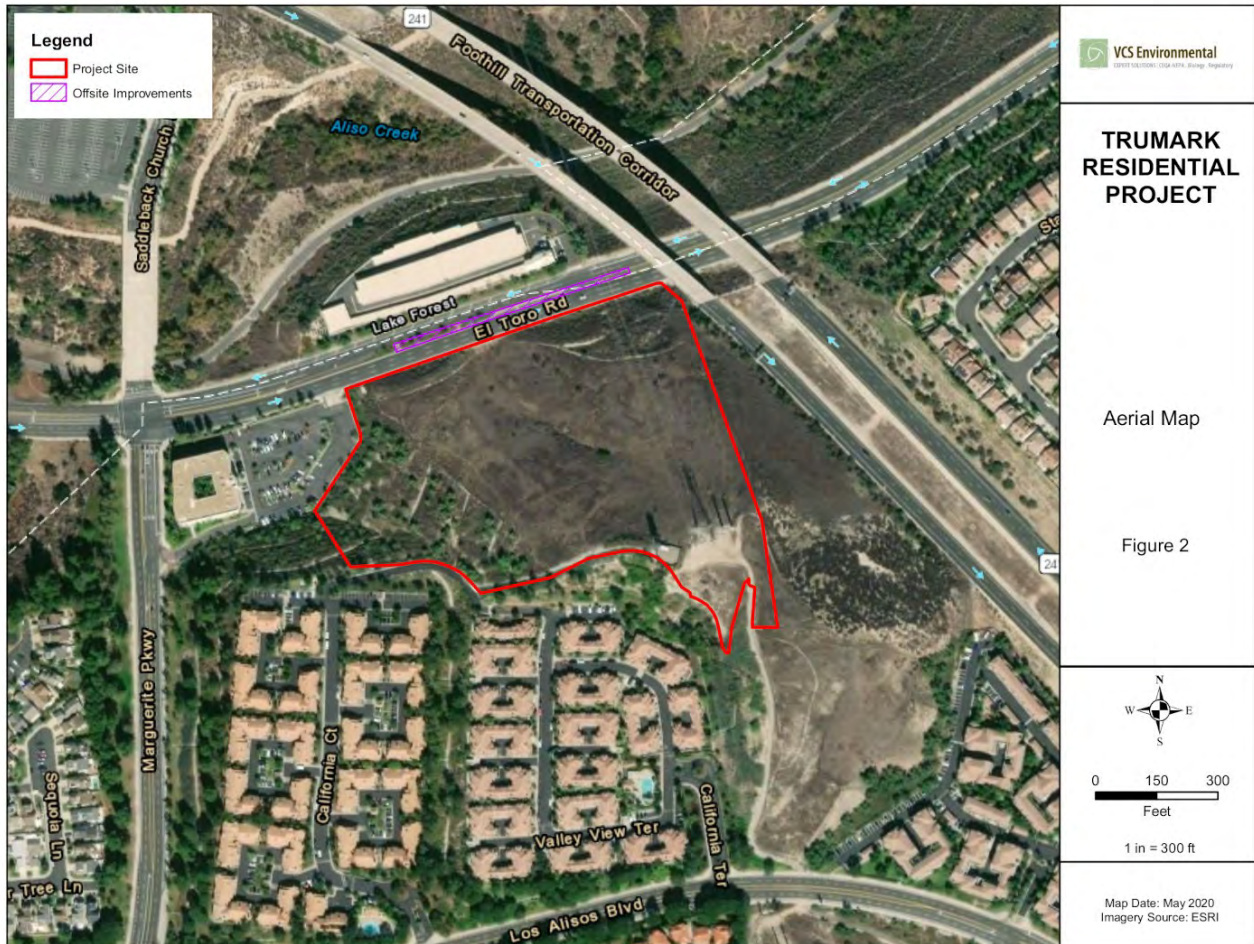 Legend
Project Site
Offsite Improvements
241
Foothill Transportation Corridor
Aliso Creek
Saddleback Church
Lake Forest
El Toro Rd
Marguerite Pkwy
Sequoia Ln
Tree Ln
California Ct
Valley View Ter
California Ter
Los Alisos Blvd
VCS Environmental
TRUMARK
RESIDENTIAL
PROJECT
Aerial Map
Figure 2
N
W E
S
0 150 300
Feet
1 in = 300 ft
Map Date: May 2020
Imagery Source: ESRI